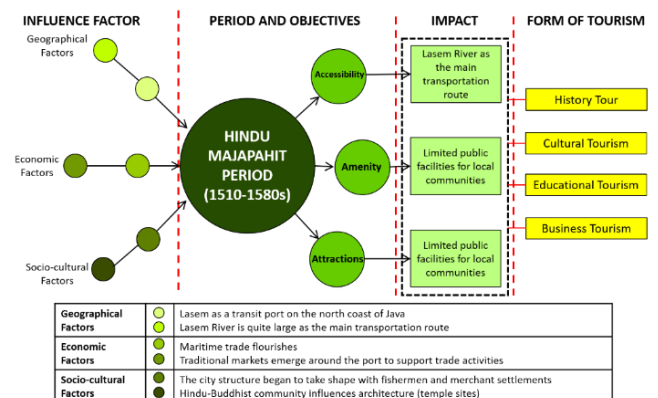 INFLUENCE FACTOR
PERIOD AND OBJECTIVES
IMPACT
FORM OF TOURISM
Geographical
Factors
Economic
Factors
Socio-cultural
Factors
HINDU
MAJAPAHIT
PERIOD
(1510-1580s)
Accessibility
Amenity
Attractions
Lasem River as
the main
transportation
route
Limited public
facilities for local
communities
Limited public
facilities for local
communities
History Tour
Cultural Tourism
Educational Tourism
Business Tourism
Geographical
Factors
Lasem as a transit port on the north coast of Java
Lasem River is quite large as the main transportation route
Economic
Factors
Maritime trade flourishes
Traditional markets emerge around the port to support trade activities
Socio-cultural
Factors
The city structure began to take shape with fishermen and merchant settlements
Hindu-Buddhist community influences architecture (temple sites)